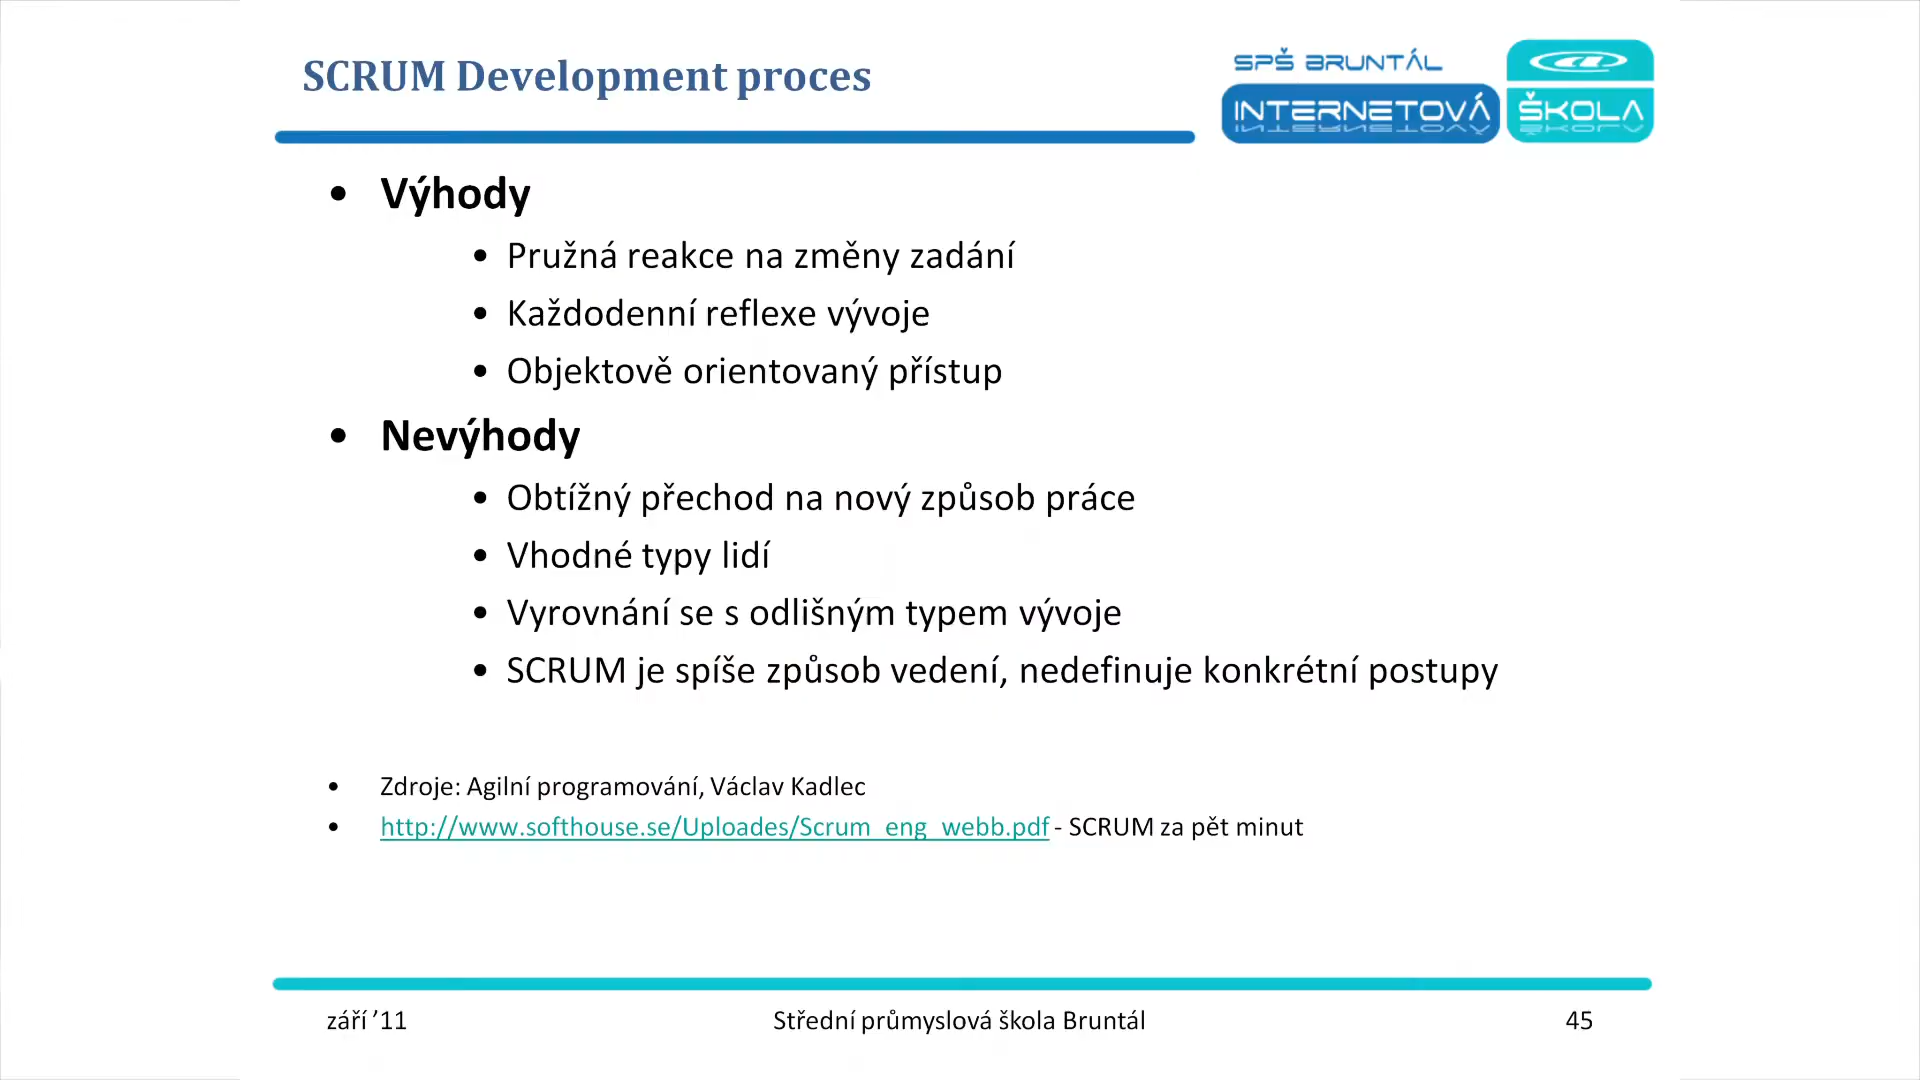 SCRUM Development proces
SPŠ BRUNTÁL
INTERNETOVÁ ŠKOLA
• Výhody
• Pružná reakce na změny zadání
• Každodenní reflexe vývoje
• Objektově orientovaný přístup
• Nevýhody
• Obtížný přechod na nový způsob práce
• Vhodné typy lidí
• Vyrovnání se s odlišným typem vývoje
• SCRUM je spíše způsob vedení, nedefinuje konkrétní postupy
• Zdroje: Agilní programování, Václav Kadlec
• http://www.softhouse.se/Uploades/Scrum_eng_webb.pdf - SCRUM za pět minut
září ’11
Střední průmyslová škola Bruntál
45